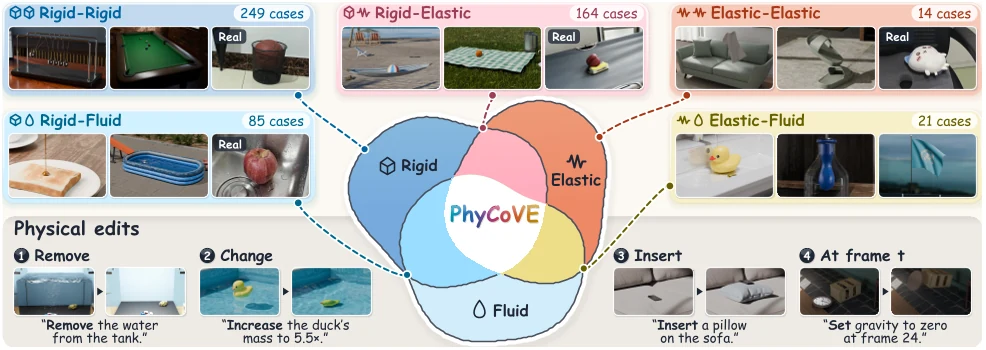 Rigid-Rigid 249 cases
Real
Rigid-Elastic 164 cases
Real
Elastic-Elastic 14 cases
Real
Rigid-Fluid 85 cases
Real
Elastic-Fluid 21 cases
Rigid
Elastic
PhyCoVE
Fluid
Physical edits
1 Remove
"Remove the water
from the tank."
2 Change
"Increase the duck's
mass to 5.5×."
3 Insert
"Insert a pillow
on the sofa."
4 At frame t
"Set gravity to zero
at frame 24."